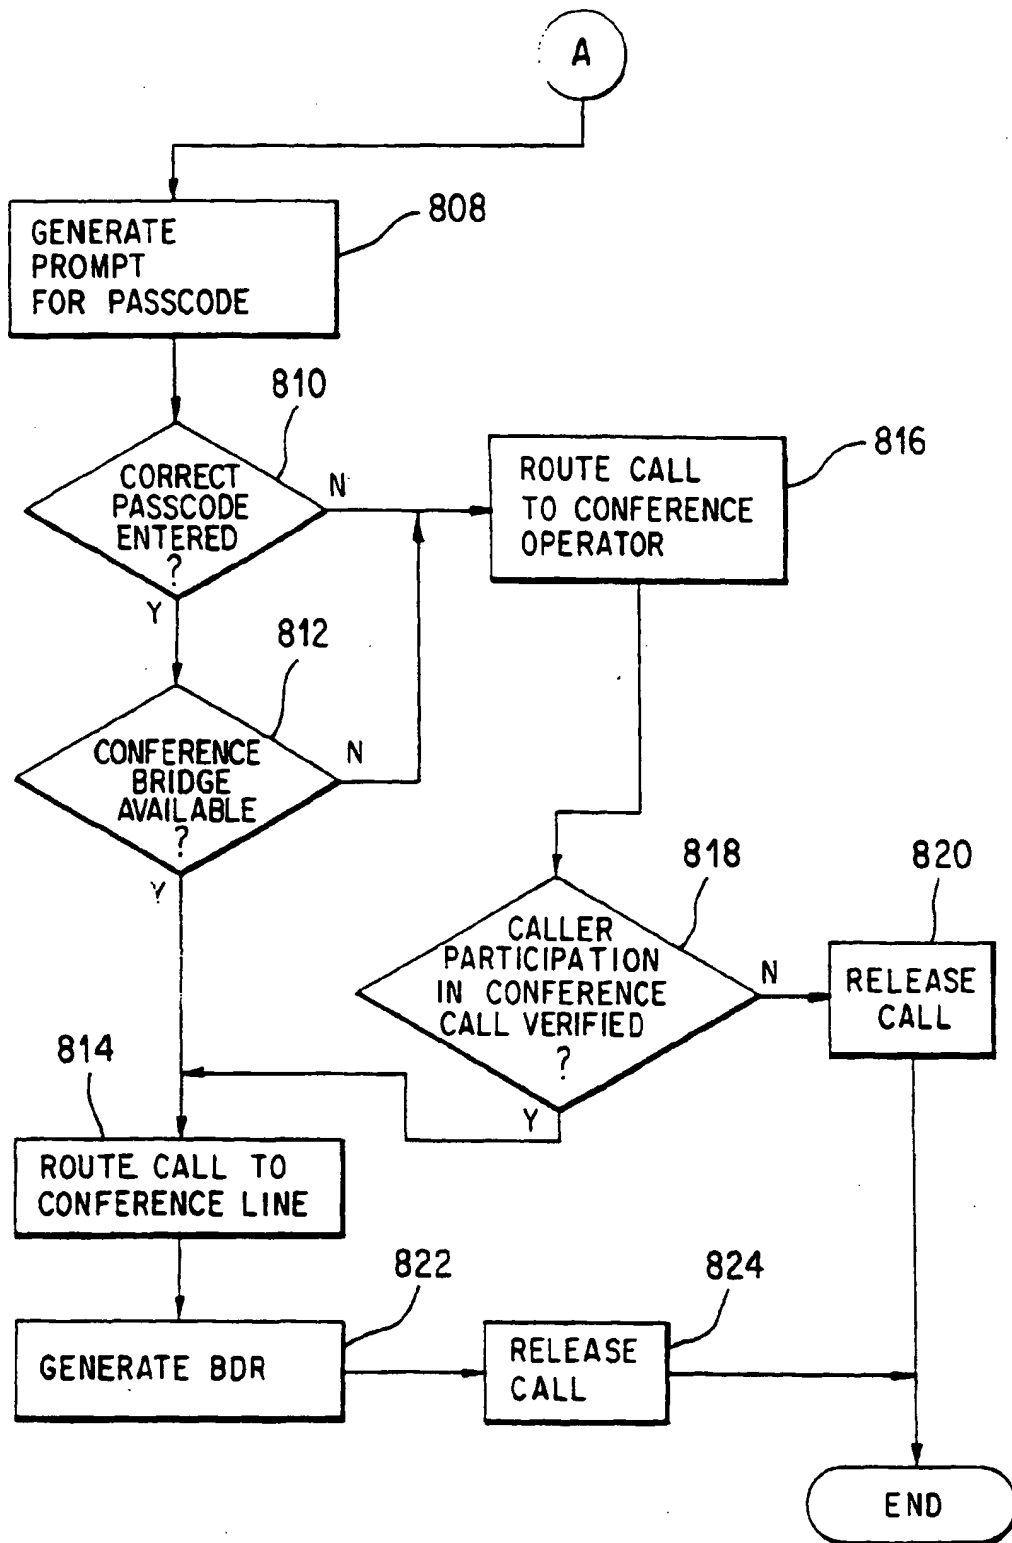 A
808
GENERATE
PROMPT
FOR PASSCODE
810
CORRECT
PASSCODE
ENTERED
?
N
Y
816
ROUTE CALL
TO CONFERENCE
OPERATOR
812
CONFERENCE
BRIDGE
AVAILABLE
?
N
Y
818
CALLER
PARTICIPATION
IN CONFERENCE
CALL VERIFIED
?
N
Y
820
RELEASE
CALL
814
ROUTE CALL TO
CONFERENCE LINE
822
GENERATE BDR
824
RELEASE
CALL
END